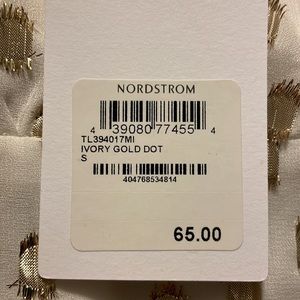 NORDSTROM
4 39080 77455 4
TL394017MI
IVORY GOLD DOT
S
404768534814
65.00